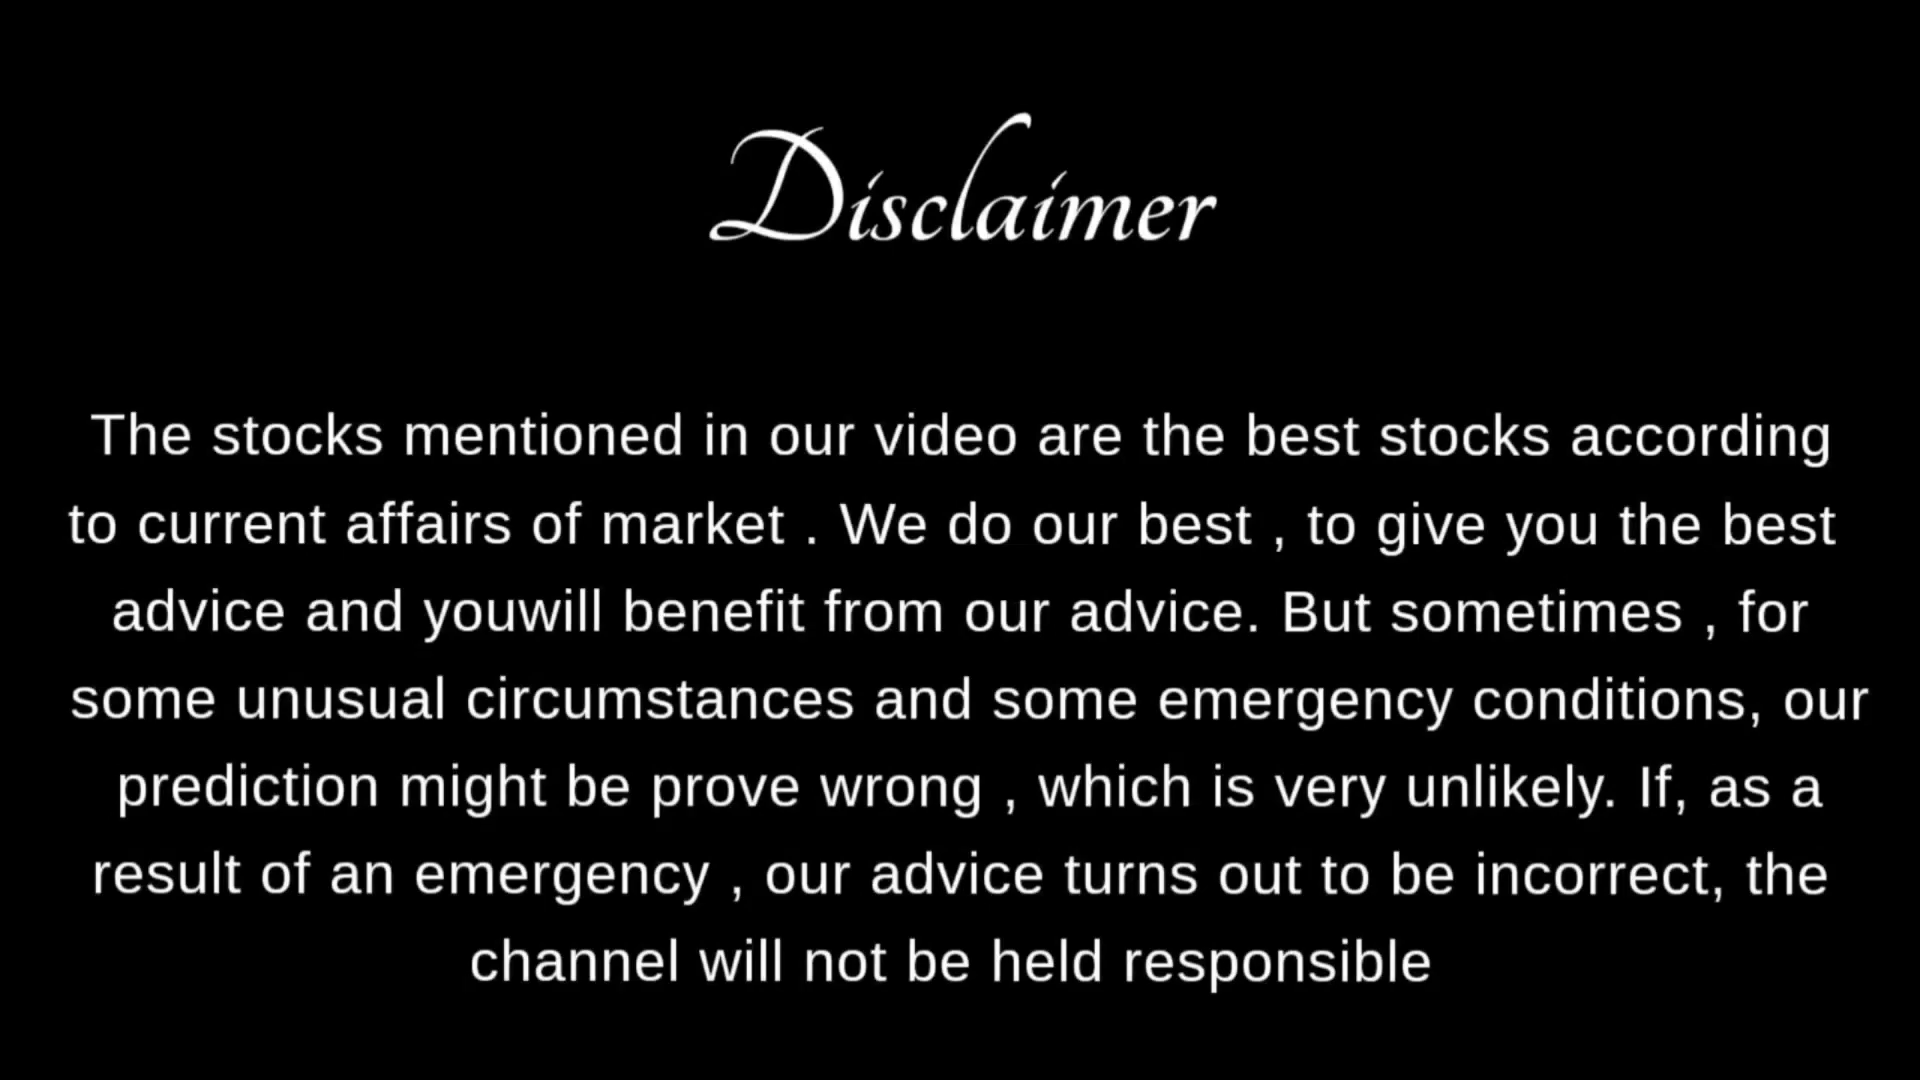 Disclaimer
The stocks mentioned in our video are the best stocks according
to current affairs of market . We do our best , to give you the best
advice and youwill benefit from our advice. But sometimes , for
some unusual circumstances and some emergency conditions, our
prediction might be prove wrong , which is very unlikely. If, as a
result of an emergency , our advice turns out to be incorrect, the
channel will not be held responsible